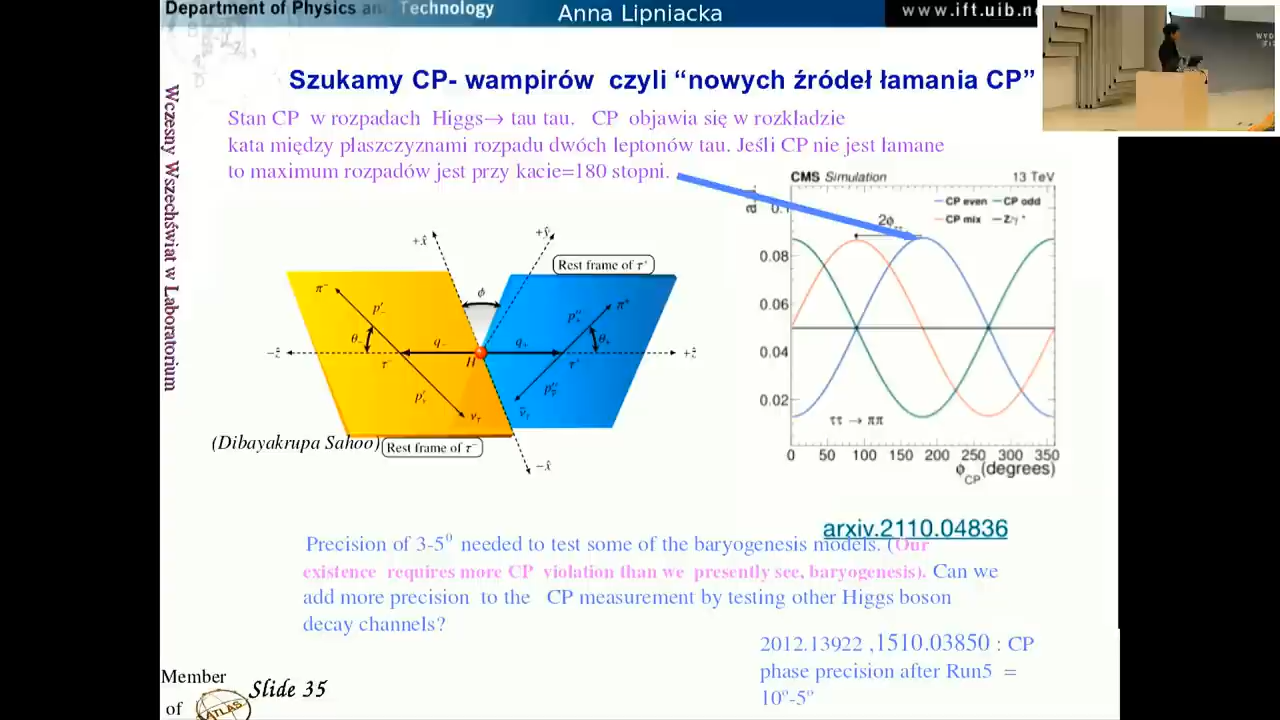 Department of Physics an Technology
Anna Lipniacka
www.ift.uib.n
Szukamy CP- wampirów czyli “nowych źródeł łamania CP”
Wczesny Wszechświat w Laboratorium
Stan CP w rozpadach Higgs→ tau tau. CP objawia się w rozkladzie
kata między plaszczyznami rozpadu dwóch leptonów tau. Jeśli CP nie jest lamane
to maximum rozpadów jest przy kacie=180 stopni.
CMS Simulation
13 TeV
a.
0.1
CP even
CP odd
CP mix
Z/γ*
2φ
0.08
0.06
0.04
0.02
ττ → ππ
0 50 100 150 200 250 300 350
φCP (degrees)
+x̂
+ŷ
Rest frame of τ+
π−
p′−
θ−
φ
π+
θ+
−ẑ
q−
q+
+ẑ
τ−
H
τ+
p′ν
ντ
ν̄τ
(Dibayakrupa Sahoo)
Rest frame of τ−
−x̂
arxiv.2110.04836
Precision of 3-5⁰ needed to test some of the baryogenesis models. (Our
existence requires more CP violation than we presently see, baryogenesis). Can we
add more precision to the CP measurement by testing other Higgs boson
decay channels?
2012.13922 ,1510.03850 : CP
phase precision after Run5 =
10º-5º
Member
of
ATLAS
Slide 35